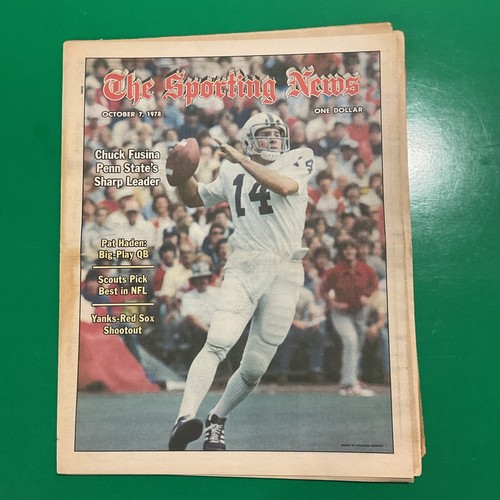 The Sporting News
OCTOBER 7, 1978
ONE DOLLAR
Chuck Fusina
Penn State's
Sharp Leader
Pat Haden:
Big-Play QB
Scouts Pick
Best in NFL
Yanks-Red Sox
Shootout
14
14